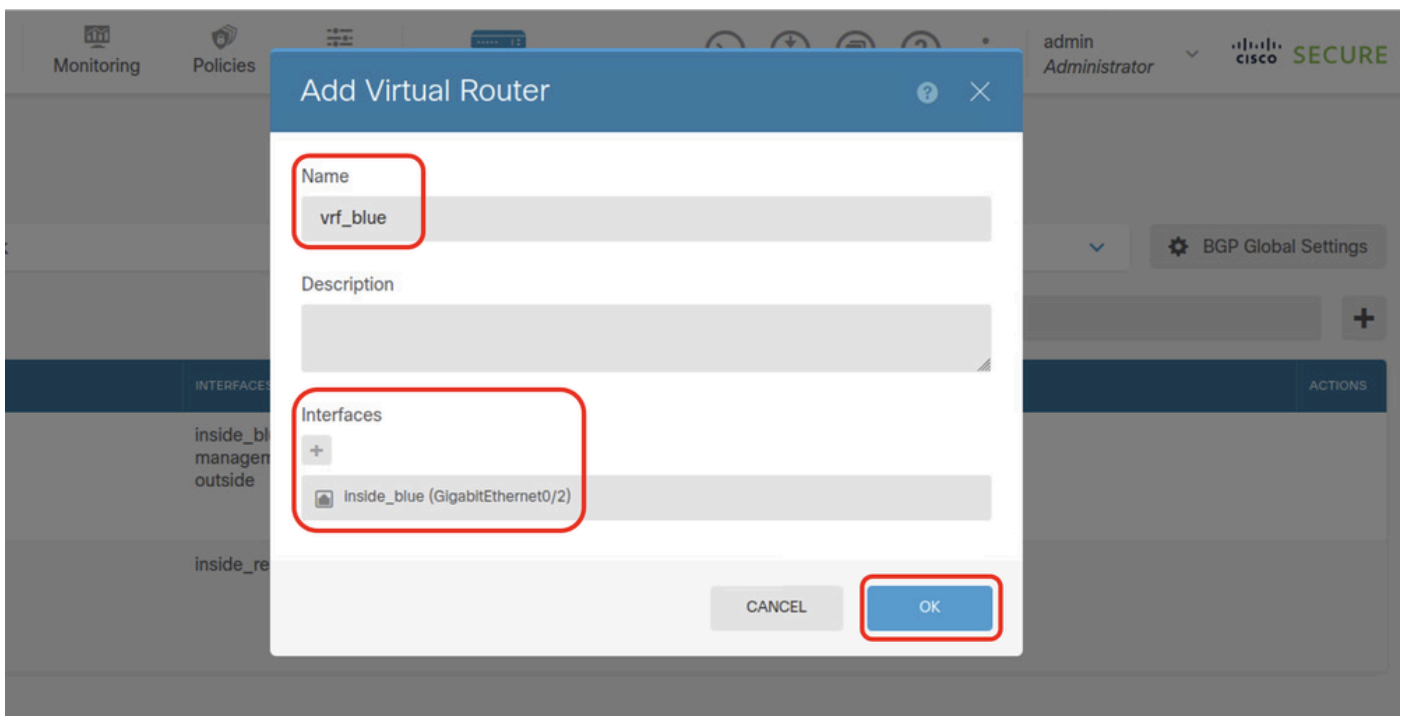 Monitoring
Policies
admin
Administrator
cisco SECURE
Add Virtual Router
Name
vrf_blue
BGP Global Settings
Description
INTERFACES
ACTIONS
Interfaces
inside_bl
managem
outside
inside_blue (GigabitEthernet0/2)
inside_re
CANCEL
OK